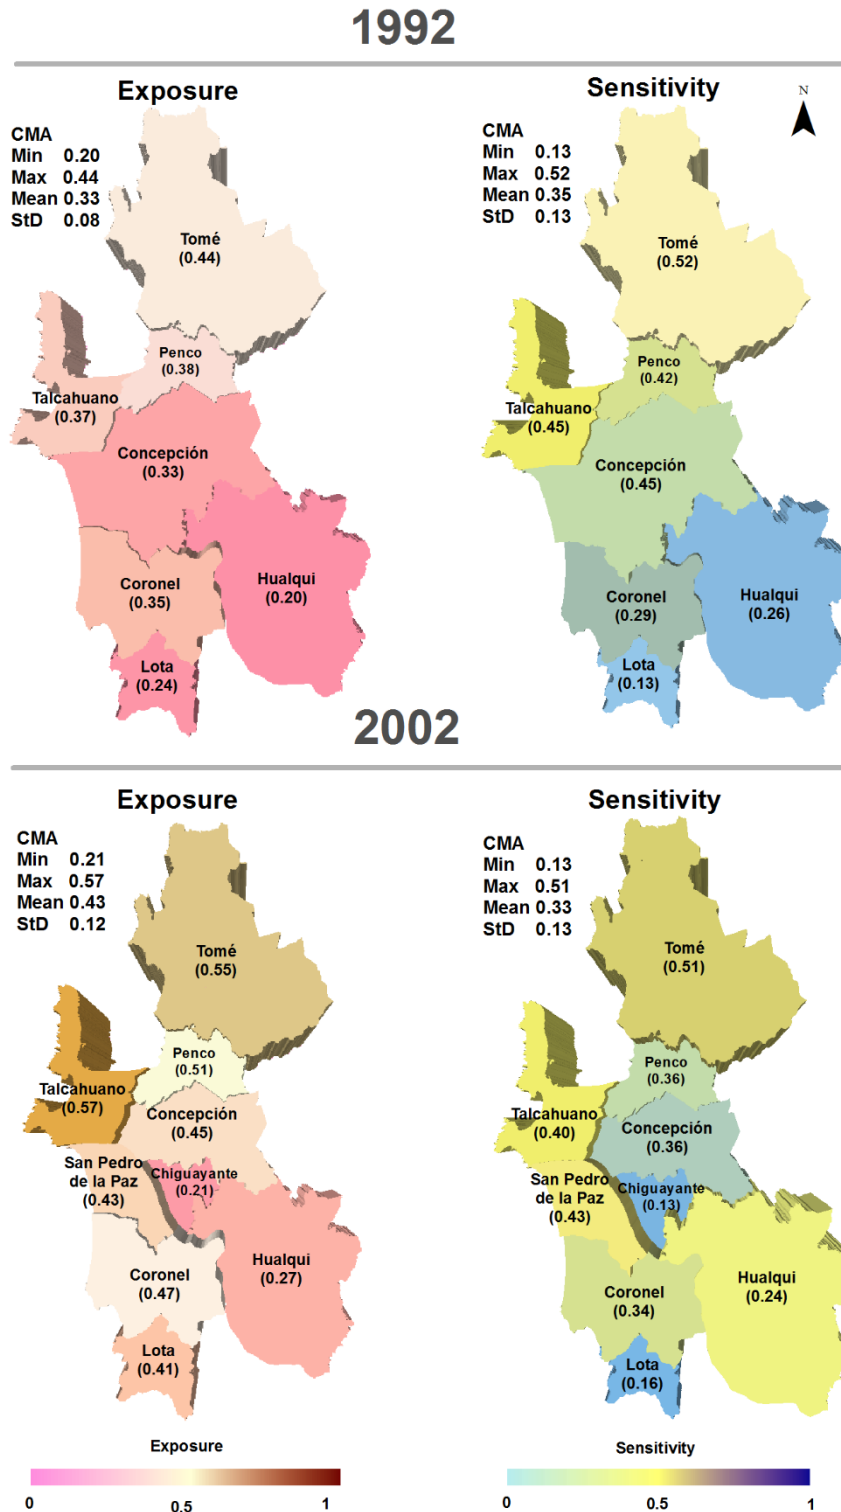 1992
Exposure
CMA
Min 0.20
Max 0.44
Mean 0.33
StD 0.08
Tomé
(0.44)
Penco
(0.38)
Talcahuano
(0.37)
Concepción
(0.33)
Coronel
(0.35)
Hualqui
(0.20)
Lota
(0.24)
Sensitivity
N
CMA
Min 0.13
Max 0.52
Mean 0.35
StD 0.13
Tomé
(0.52)
Penco
(0.42)
Talcahuano
(0.45)
Concepción
(0.45)
Coronel
(0.29)
Hualqui
(0.26)
Lota
(0.13)
2002
Exposure
CMA
Min 0.21
Max 0.57
Mean 0.43
StD 0.12
Tomé
(0.55)
Penco
(0.51)
Talcahuano
(0.57)
Concepción
(0.45)
San Pedro
de la Paz
(0.43)
Chiguayante
(0.21)
Hualqui
(0.27)
Coronel
(0.47)
Lota
(0.41)
Exposure
0 0.5 1
Sensitivity
CMA
Min 0.13
Max 0.51
Mean 0.33
StD 0.13
Tomé
(0.51)
Penco
(0.36)
Talcahuano
(0.40)
Concepción
(0.36)
San Pedro
de la Paz
(0.43)
Chiguayante
(0.13)
Hualqui
(0.24)
Coronel
(0.34)
Lota
(0.16)
Sensitivity
0 0.5 1